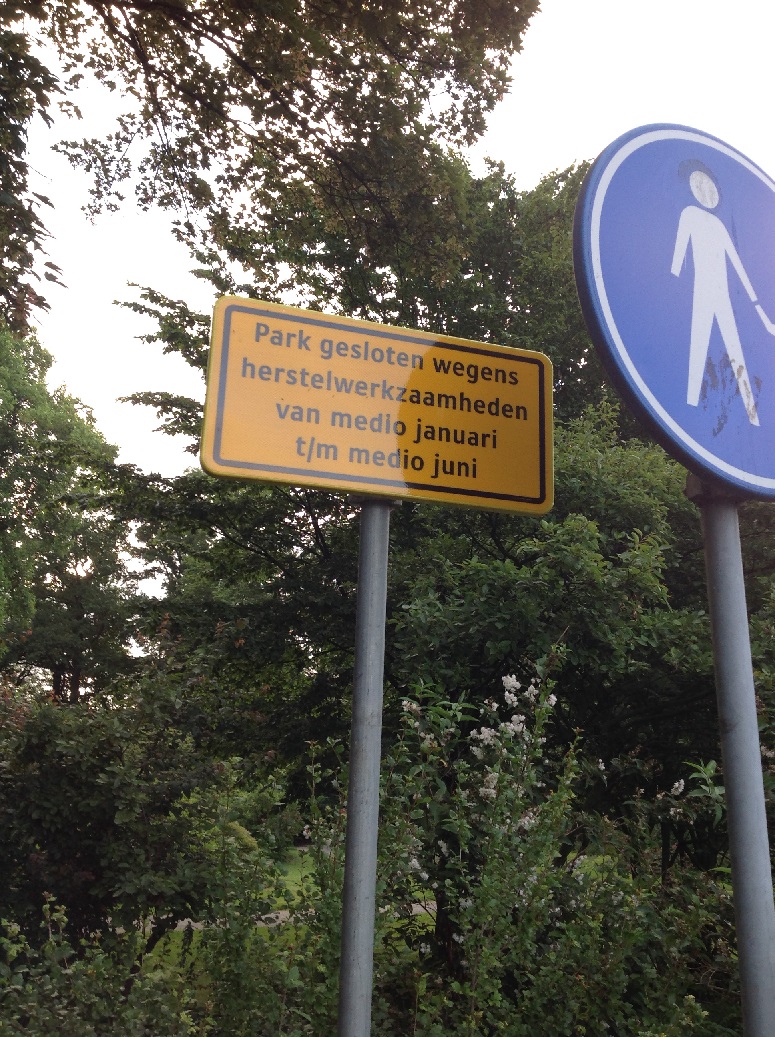 Park gesloten wegens
herstelwerkzaamheden
van medio januari
t/m medio juni